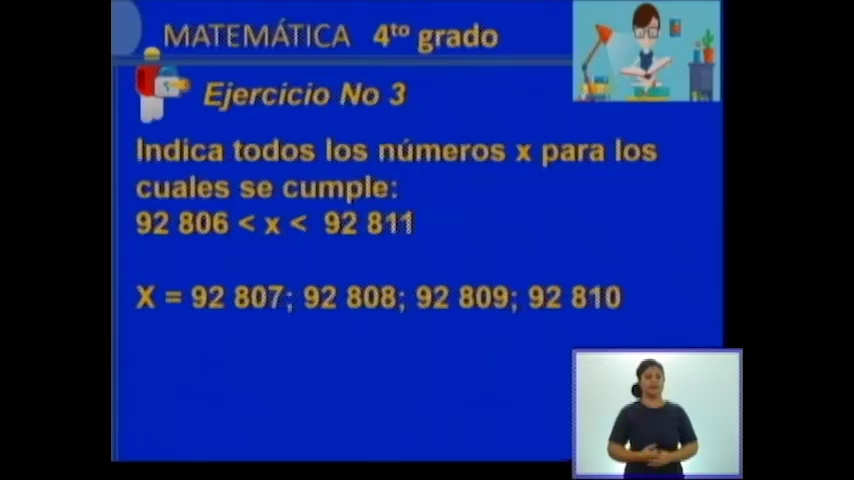 MATEMÁTICA 4to grado
Ejercicio No 3
Indica todos los números x para los
cuales se cumple:
92 806 < x < 92 811
X = 92 807; 92 808; 92 809; 92 810